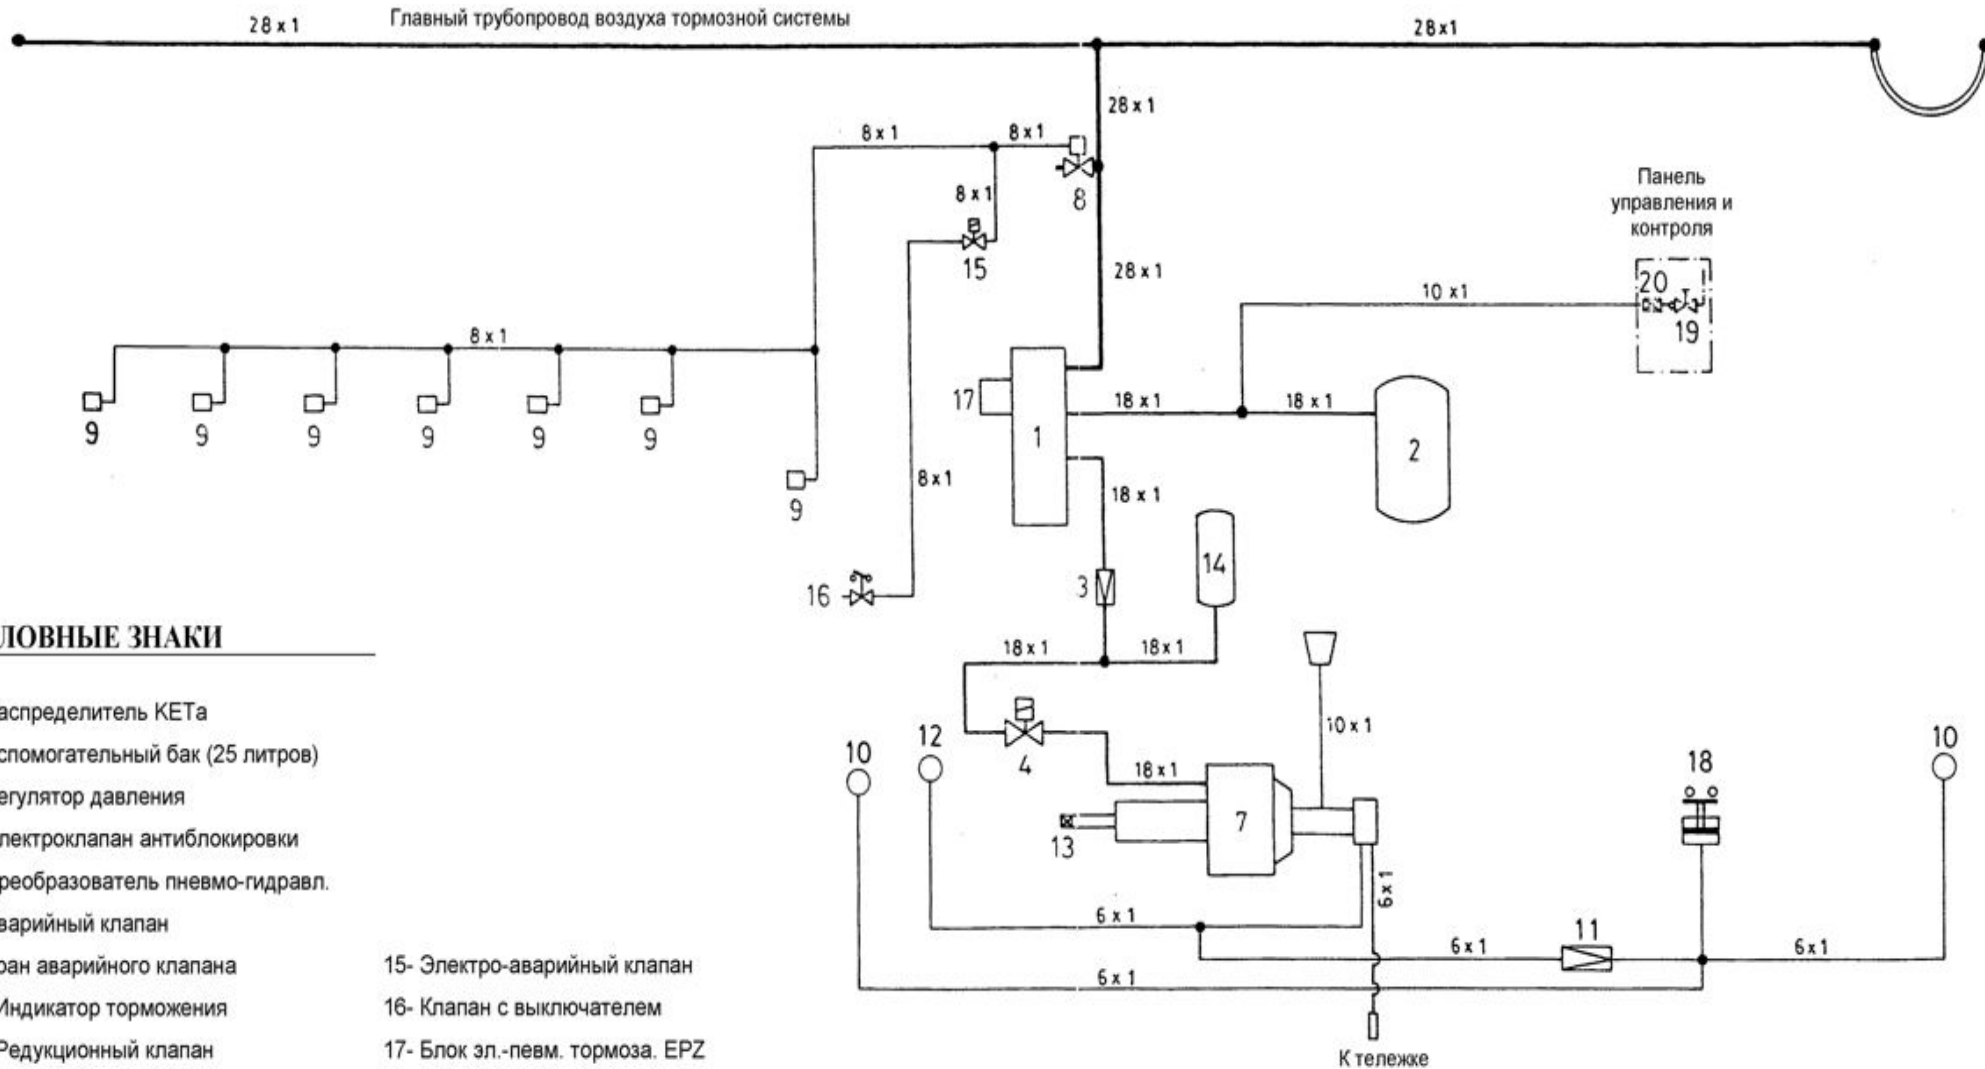 Главный трубопровод воздуха тормозной системы
28 x 1
28x1
28 x 1
8 x 1
8 x 1
8 x 1
8
15
28 x 1
Панель
управления и
контроля
10 x1
20
19
8 x 1
9
9
9
9
9
9
9
17
1
18 x 1
18 x 1
2
8 x 1
18 x 1
16
3
14
18 x 1
18 x 1
10 x 1
4
18 x 1
10
12
13
7
18
10
6 x 1
6 x 1
6 x 1
11
6 x 1
6 x 1
К тележке
ЛОВНЫЕ ЗНАКИ
аспределитель КЕТа
спомогательный бак (25 литров)
егулятор давления
лектроклапан антиблокировки
реобразователь пневмо-гидравл.
варийный клапан
ран аварийного клапана
Индикатор торможения
Редукционный клапан
15- Электро-аварийный клапан
16- Клапан с выключателем
17- Блок эл.-певм. тормоза. EPZ